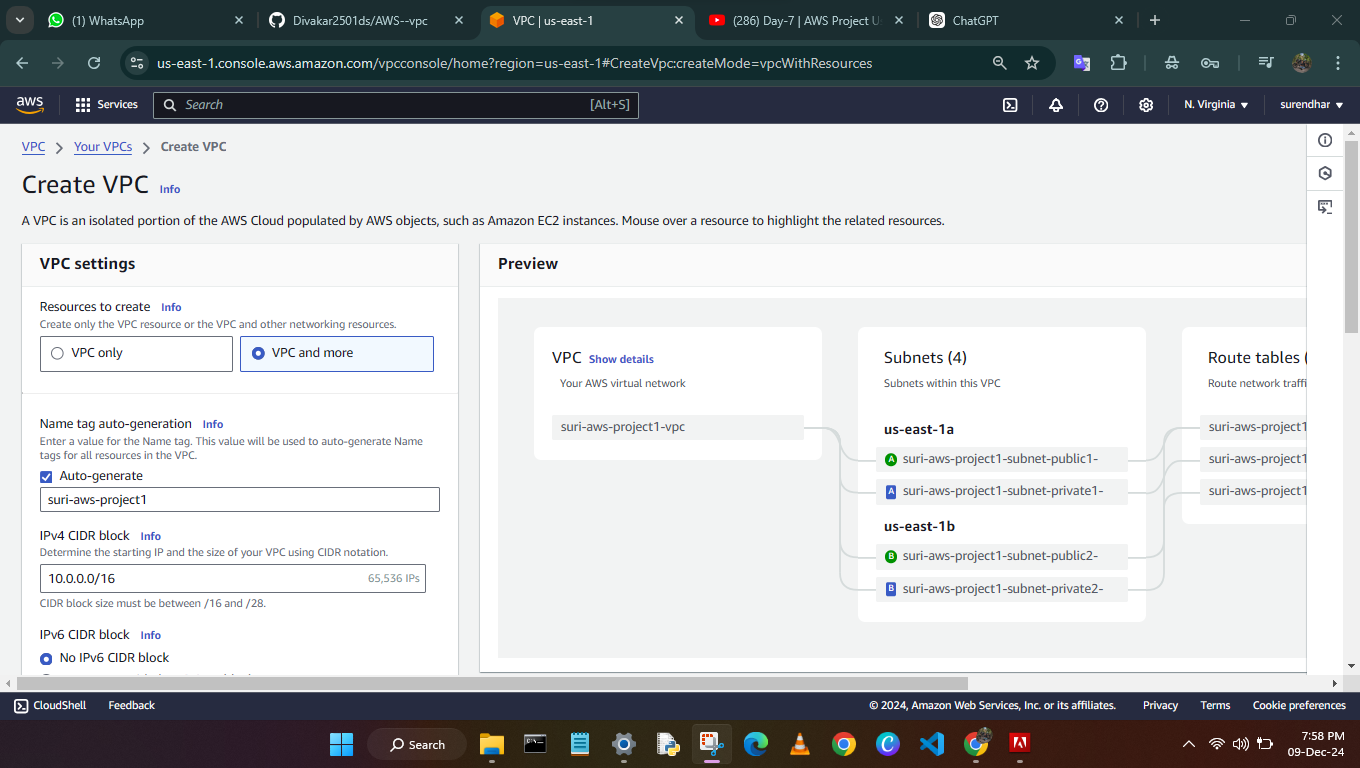 (1) WhatsApp
Divakar2501ds/AWS--vpc
VPC | us-east-1
(286) Day-7 | AWS Project U
ChatGPT
us-east-1.console.aws.amazon.com/vpcconsole/home?region=us-east-1#CreateVpc:createMode=vpcWithResources
aws
Services
Search
[Alt+S]
N. Virginia
surendhar
VPC
Your VPCs
Create VPC
Create VPC Info
A VPC is an isolated portion of the AWS Cloud populated by AWS objects, such as Amazon EC2 instances. Mouse over a resource to highlight the related resources.
VPC settings
Resources to create Info
Create only the VPC resource or the VPC and other networking resources.
VPC only
VPC and more
Name tag auto-generation Info
Enter a value for the Name tag. This value will be used to auto-generate Name
tags for all resources in the VPC.
Auto-generate
suri-aws-project1
IPv4 CIDR block Info
Determine the starting IP and the size of your VPC using CIDR notation.
10.0.0.0/16
65,536 IPs
CIDR block size must be between /16 and /28.
IPv6 CIDR block Info
No IPv6 CIDR block
Preview
VPC Show details
Your AWS virtual network
suri-aws-project1-vpc
Subnets (4)
Subnets within this VPC
us-east-1a
A suri-aws-project1-subnet-public1-
A suri-aws-project1-subnet-private1-
us-east-1b
B suri-aws-project1-subnet-public2-
B suri-aws-project1-subnet-private2-
Route tables (
Route network traffi
suri-aws-project1
suri-aws-project1
suri-aws-project1
CloudShell
Feedback
© 2024, Amazon Web Services, Inc. or its affiliates.
Privacy
Terms
Cookie preferences
Search
7:58 PM
09-Dec-24